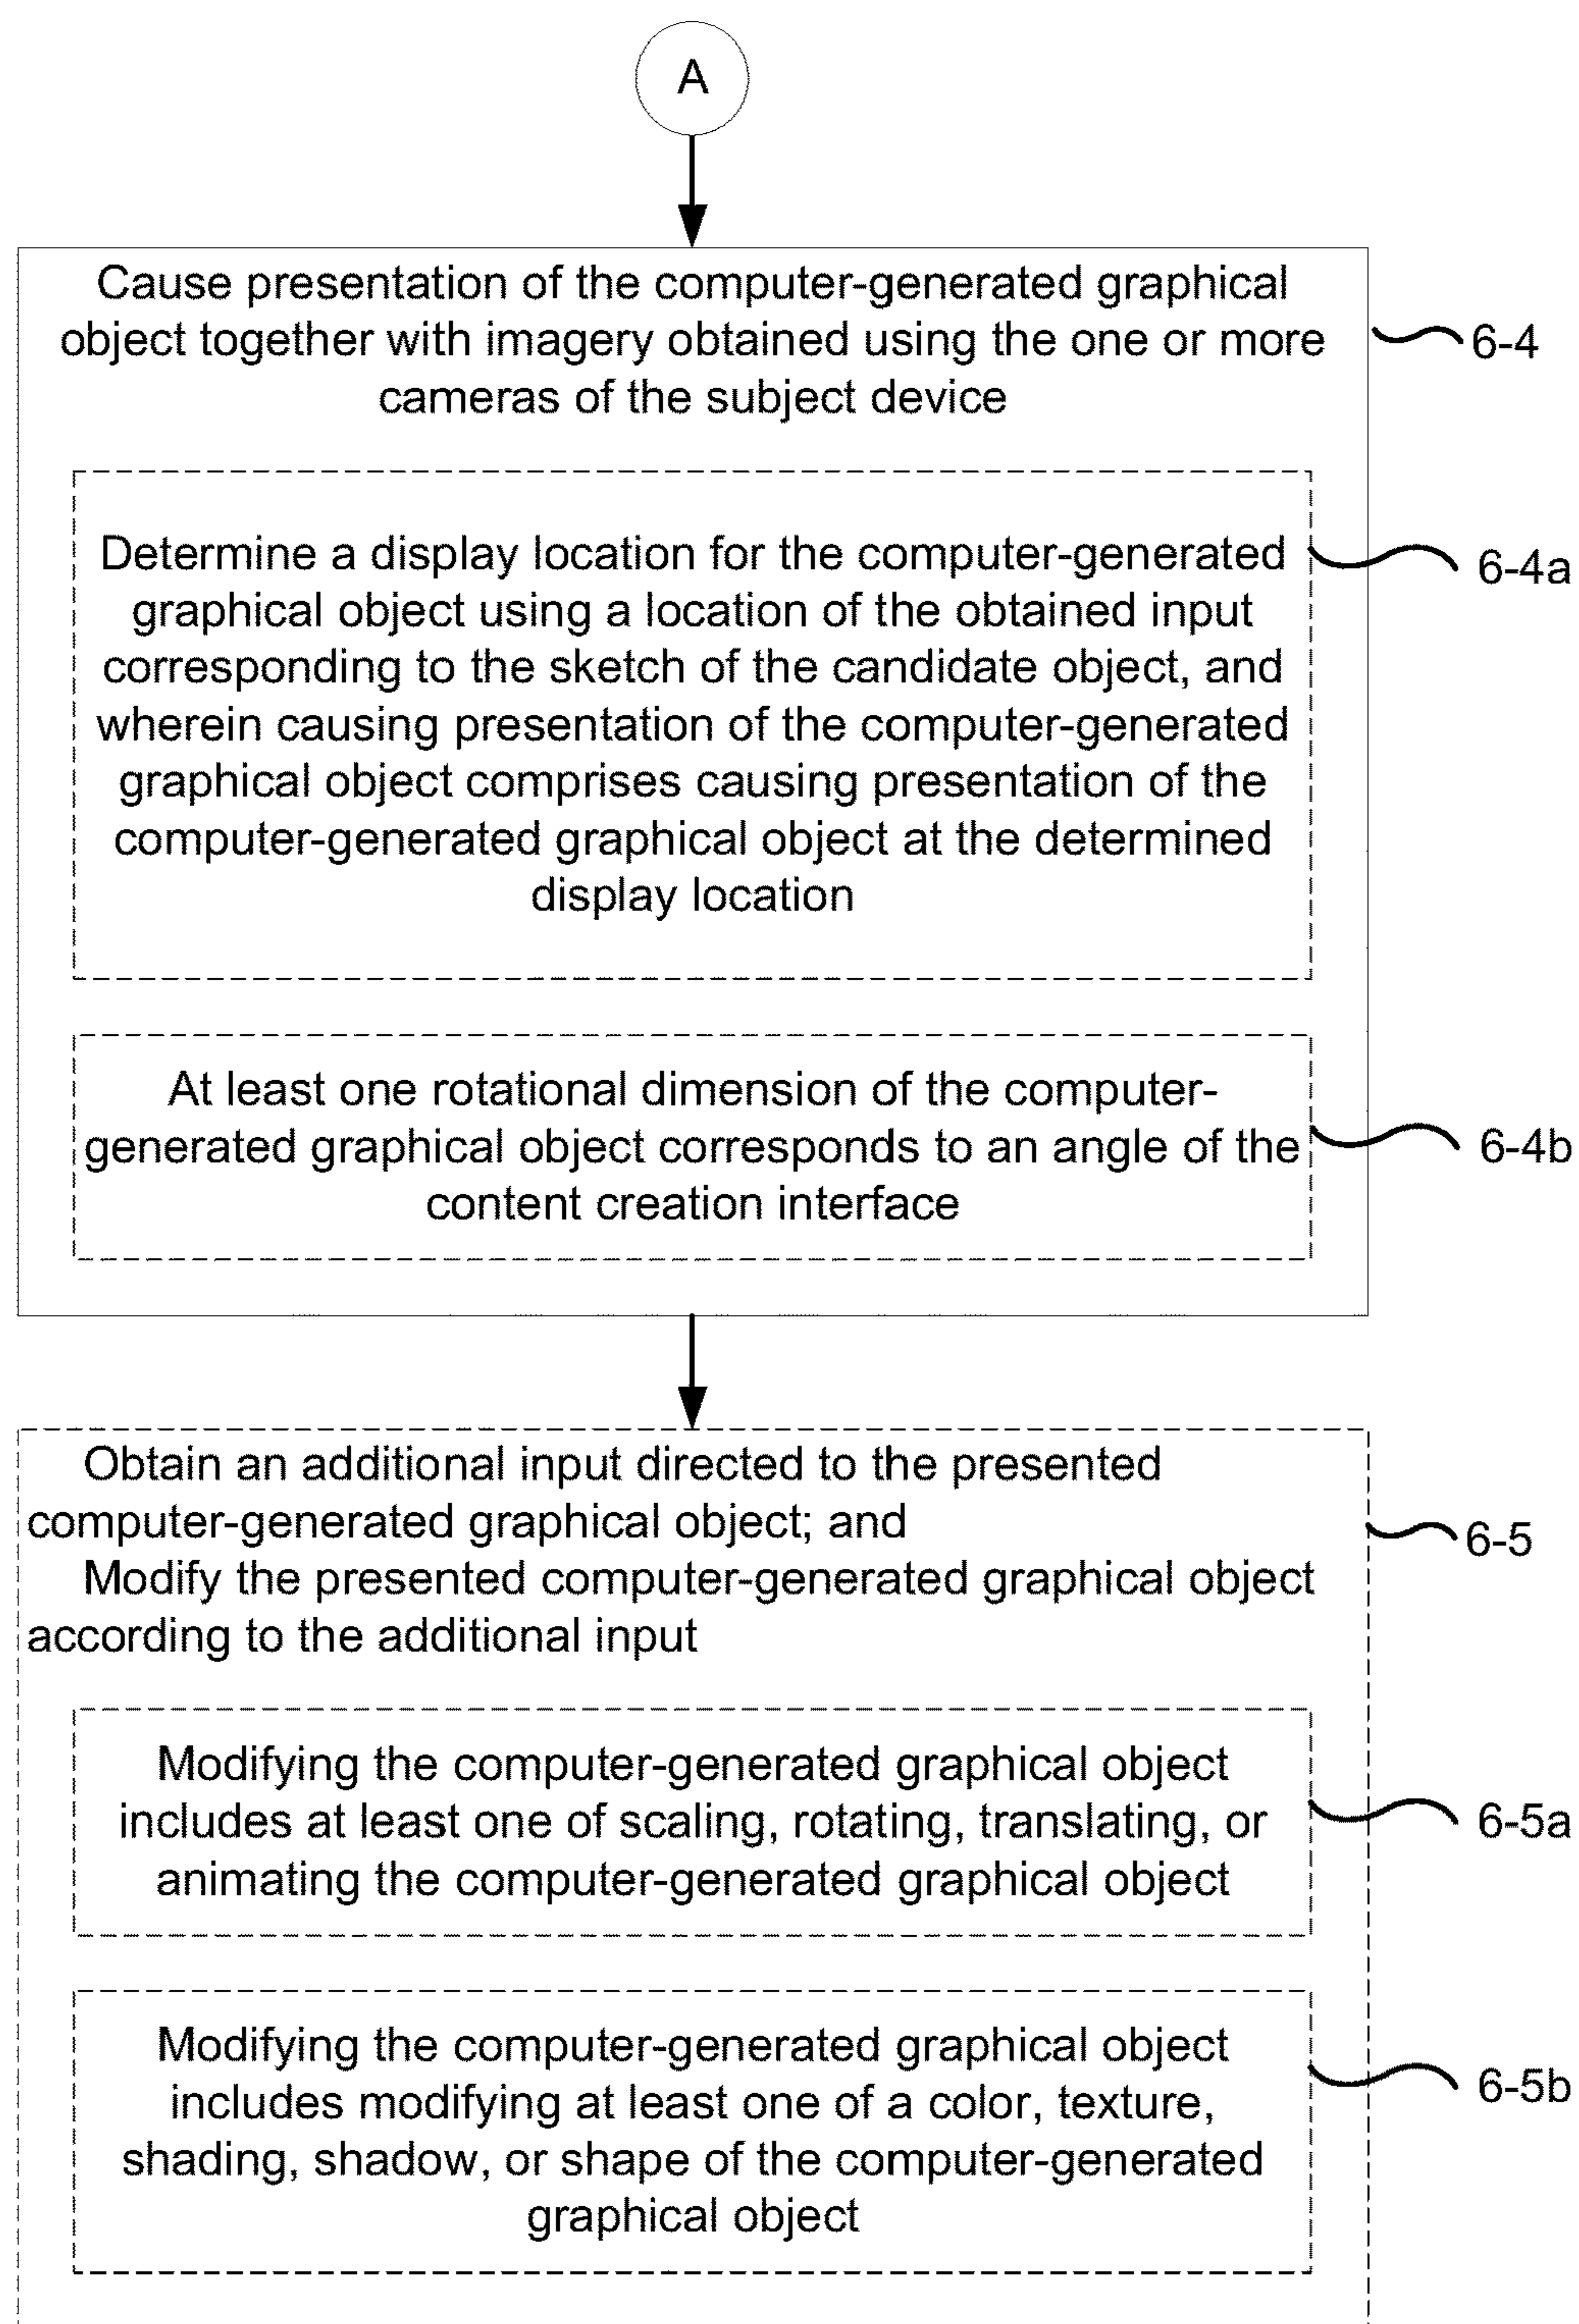 A
Cause presentation of the computer-generated graphical
object together with imagery obtained using the one or more
cameras of the subject device
6-4
Determine a display location for the computer-generated
graphical object using a location of the obtained input
corresponding to the sketch of the candidate object, and
wherein causing presentation of the computer-generated
graphical object comprises causing presentation of the
computer-generated graphical object at the determined
display location
6-4a
At least one rotational dimension of the computer-
generated graphical object corresponds to an angle of the
content creation interface
6-4b
Obtain an additional input directed to the presented
computer-generated graphical object; and
Modify the presented computer-generated graphical object
according to the additional input
6-5
Modifying the computer-generated graphical object
includes at least one of scaling, rotating, translating, or
animating the computer-generated graphical object
6-5a
Modifying the computer-generated graphical object
includes modifying at least one of a color, texture,
shading, shadow, or shape of the computer-generated
graphical object
6-5b